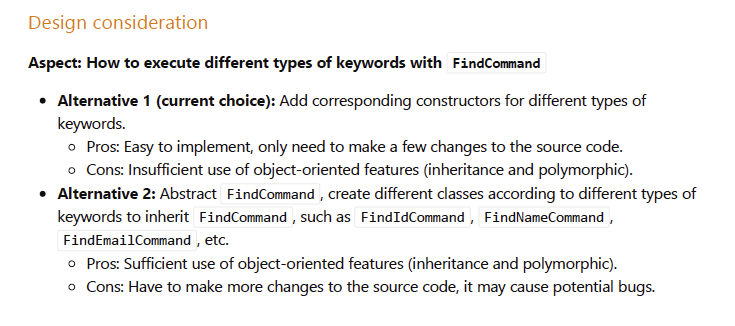 Design consideration
Aspect: How to execute different types of keywords with FindCommand
• Alternative 1 (current choice): Add corresponding constructors for different types of
keywords.
◦ Pros: Easy to implement, only need to make a few changes to the source code.
◦ Cons: Insufficient use of object-oriented features (inheritance and polymorphic).
• Alternative 2: Abstract FindCommand , create different classes according to different types of
keywords to inherit FindCommand , such as FindIdCommand , FindNameCommand ,
FindEmailCommand , etc.
◦ Pros: Sufficient use of object-oriented features (inheritance and polymorphic).
◦ Cons: Have to make more changes to the source code, it may cause potential bugs.